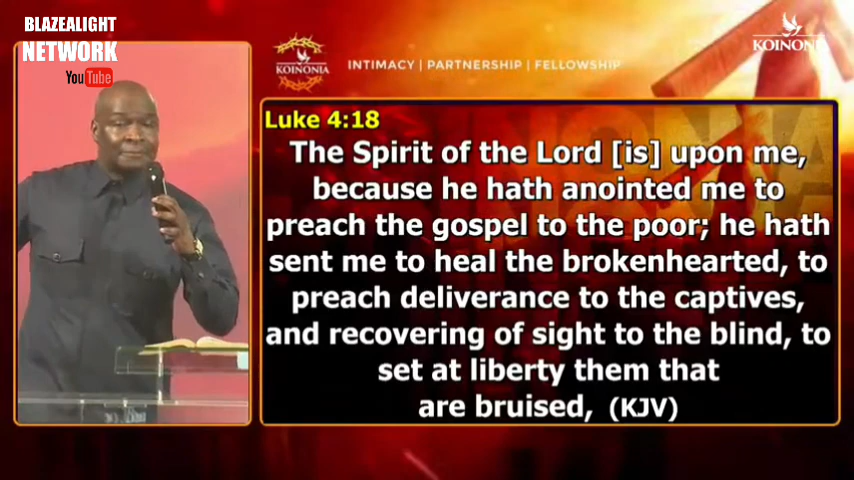 BLAZEALIGHT
NETWORK
YouTube
KOINONIA
INTIMACY | PARTNERSHIP | FELLOWSHIP
KOINONIA
Luke 4:18
The Spirit of the Lord [is] upon me,
because he hath anointed me to
preach the gospel to the poor; he hath
sent me to heal the brokenhearted, to
preach deliverance to the captives,
and recovering of sight to the blind, to
set at liberty them that
are bruised, (KJV)